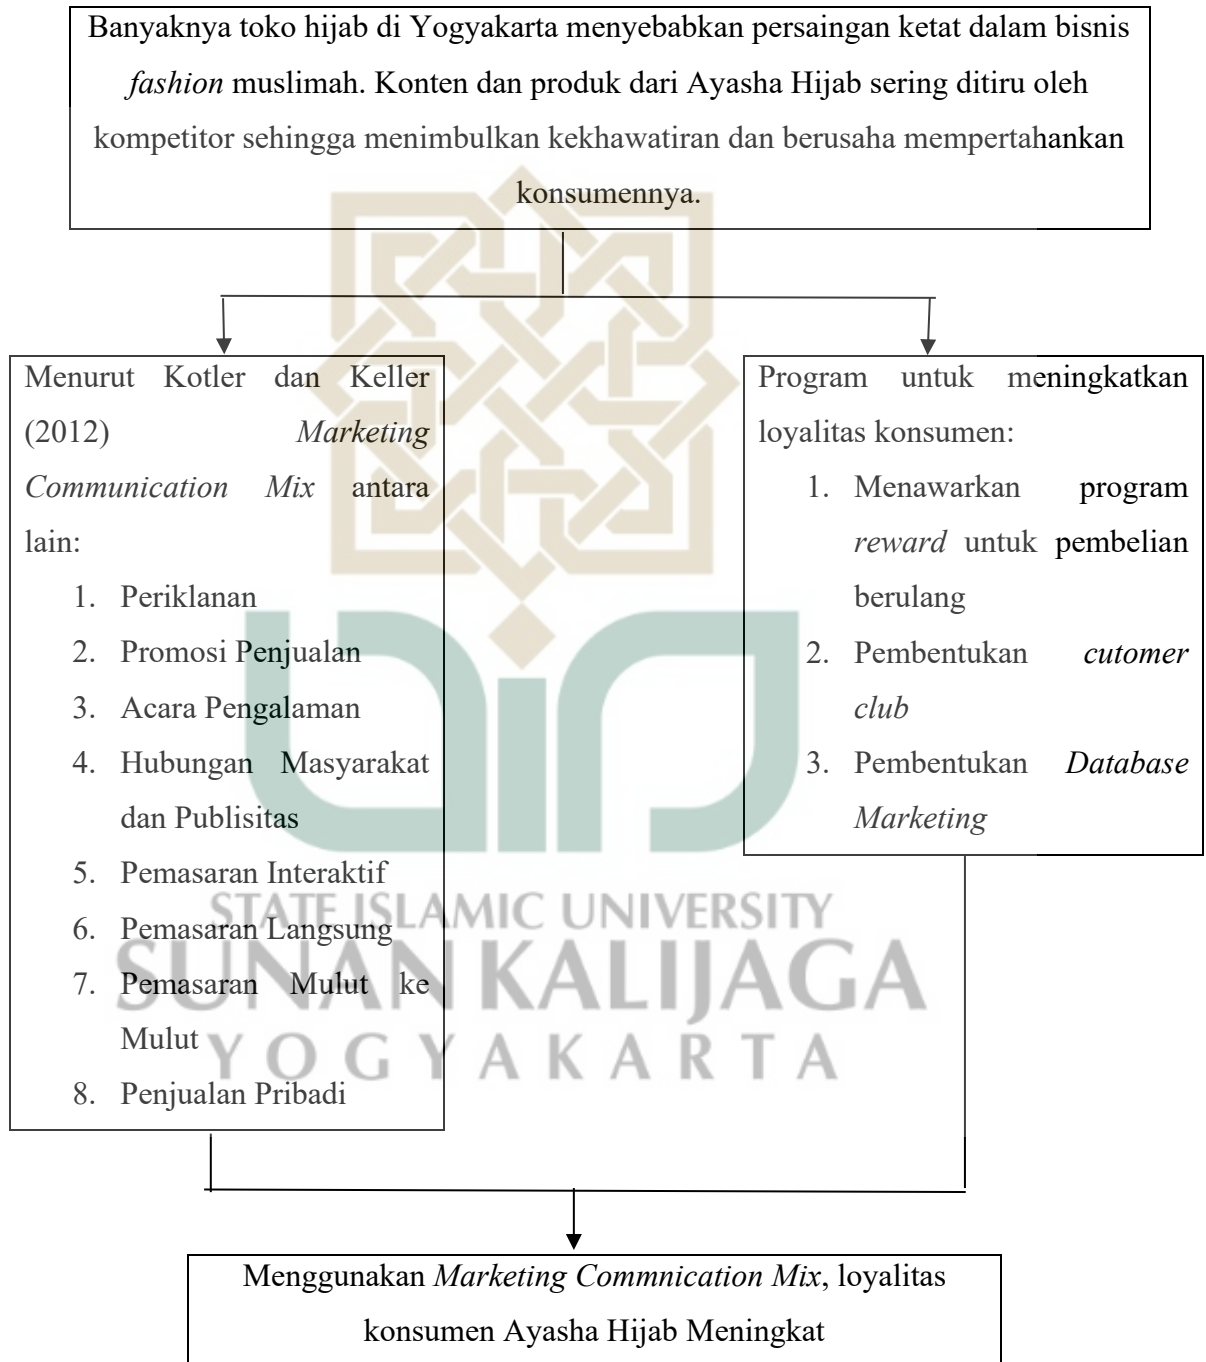 Banyaknya toko hijab di Yogyakarta menyebabkan persaingan ketat dalam bisnis
fashion muslimah. Konten dan produk dari Ayasha Hijab sering ditiru oleh
kompetitor sehingga menimbulkan kekhawatiran dan berusaha mempertahankan
konsumennya.
Menurut Kotler dan Keller
(2012) Marketing
Communication Mix antara
lain:
1. Periklanan
2. Promosi Penjualan
3. Acara Pengalaman
4. Hubungan Masyarakat
dan Publisitas
5. Pemasaran Interaktif
6. Pemasaran Langsung
7. Pemasaran Mulut ke
Mulut
8. Penjualan Pribadi
Program untuk meningkatkan
loyalitas konsumen:
1. Menawarkan program
reward untuk pembelian
berulang
2. Pembentukan cutomer
club
3. Pembentukan Database
Marketing
STATE ISLAMIC UNIVERSITY
SUNAN KALIJAGA
YOGYAKARTA
Menggunakan Marketing Commnication Mix, loyalitas
konsumen Ayasha Hijab Meningkat